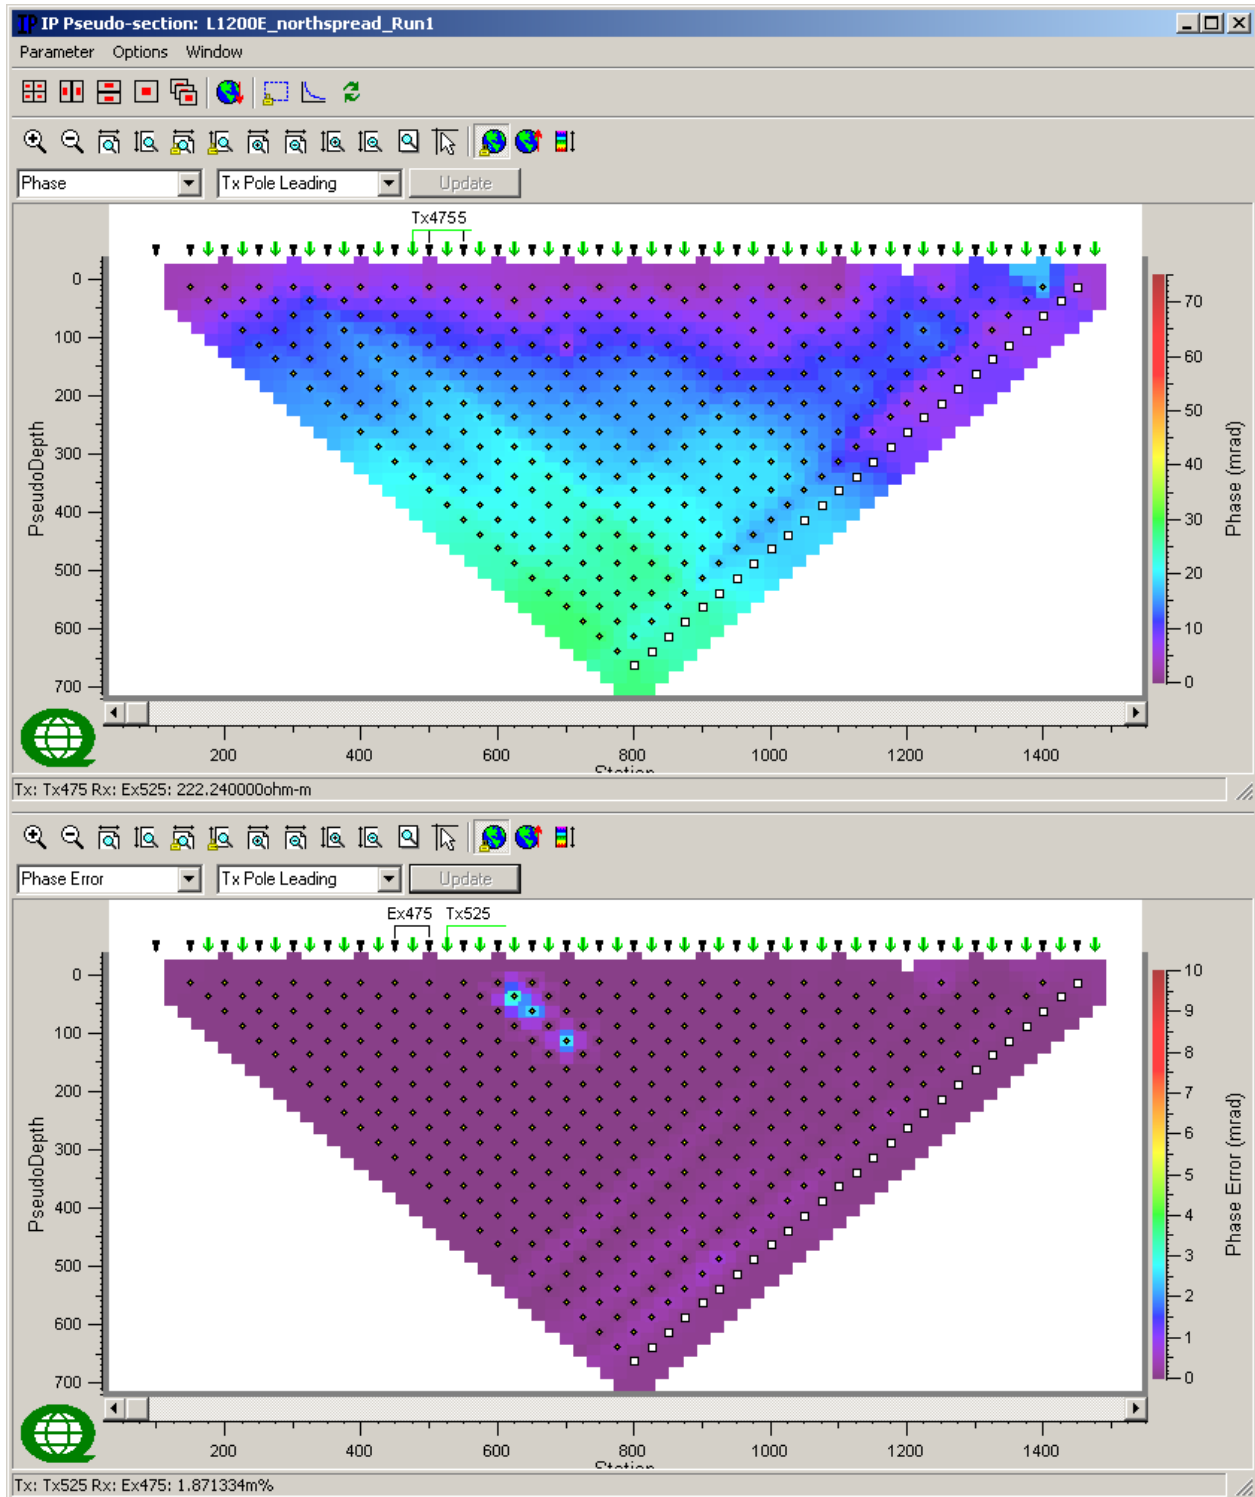 IP Pseudo-section: L1200E_northspread_Run1
Parameter Options Window
Phase Tx Pole Leading Update
Tx4755
0
100
200
300
400
500
600
700
PseudoDepth
70
60
50
40
30
20
10
0
Phase (mrad)
200 400 600 800 1000 1200 1400
Station
Tx: Tx475 Rx: Ex525: 222.240000ohm-m
Phase Error Tx Pole Leading Update
Ex475 Tx525
0
100
200
300
400
500
600
700
PseudoDepth
10
9
8
7
6
5
4
3
2
1
0
Phase Error (mrad)
200 400 600 800 1000 1200 1400
Station
Tx: Tx525 Rx: Ex475: 1.871334m%